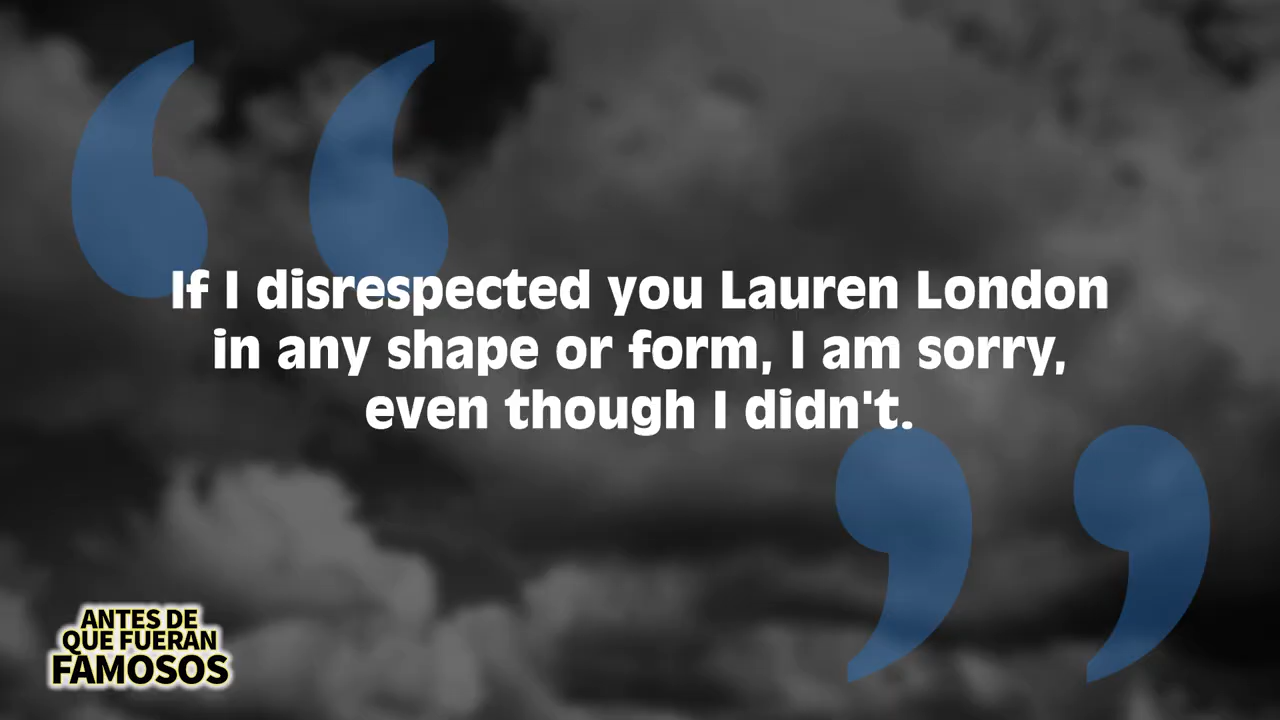 If I disrespected you Lauren London
in any shape or form, I am sorry,
even though I didn't.
ANTES DE
QUE FUERAN
FAMOSOS